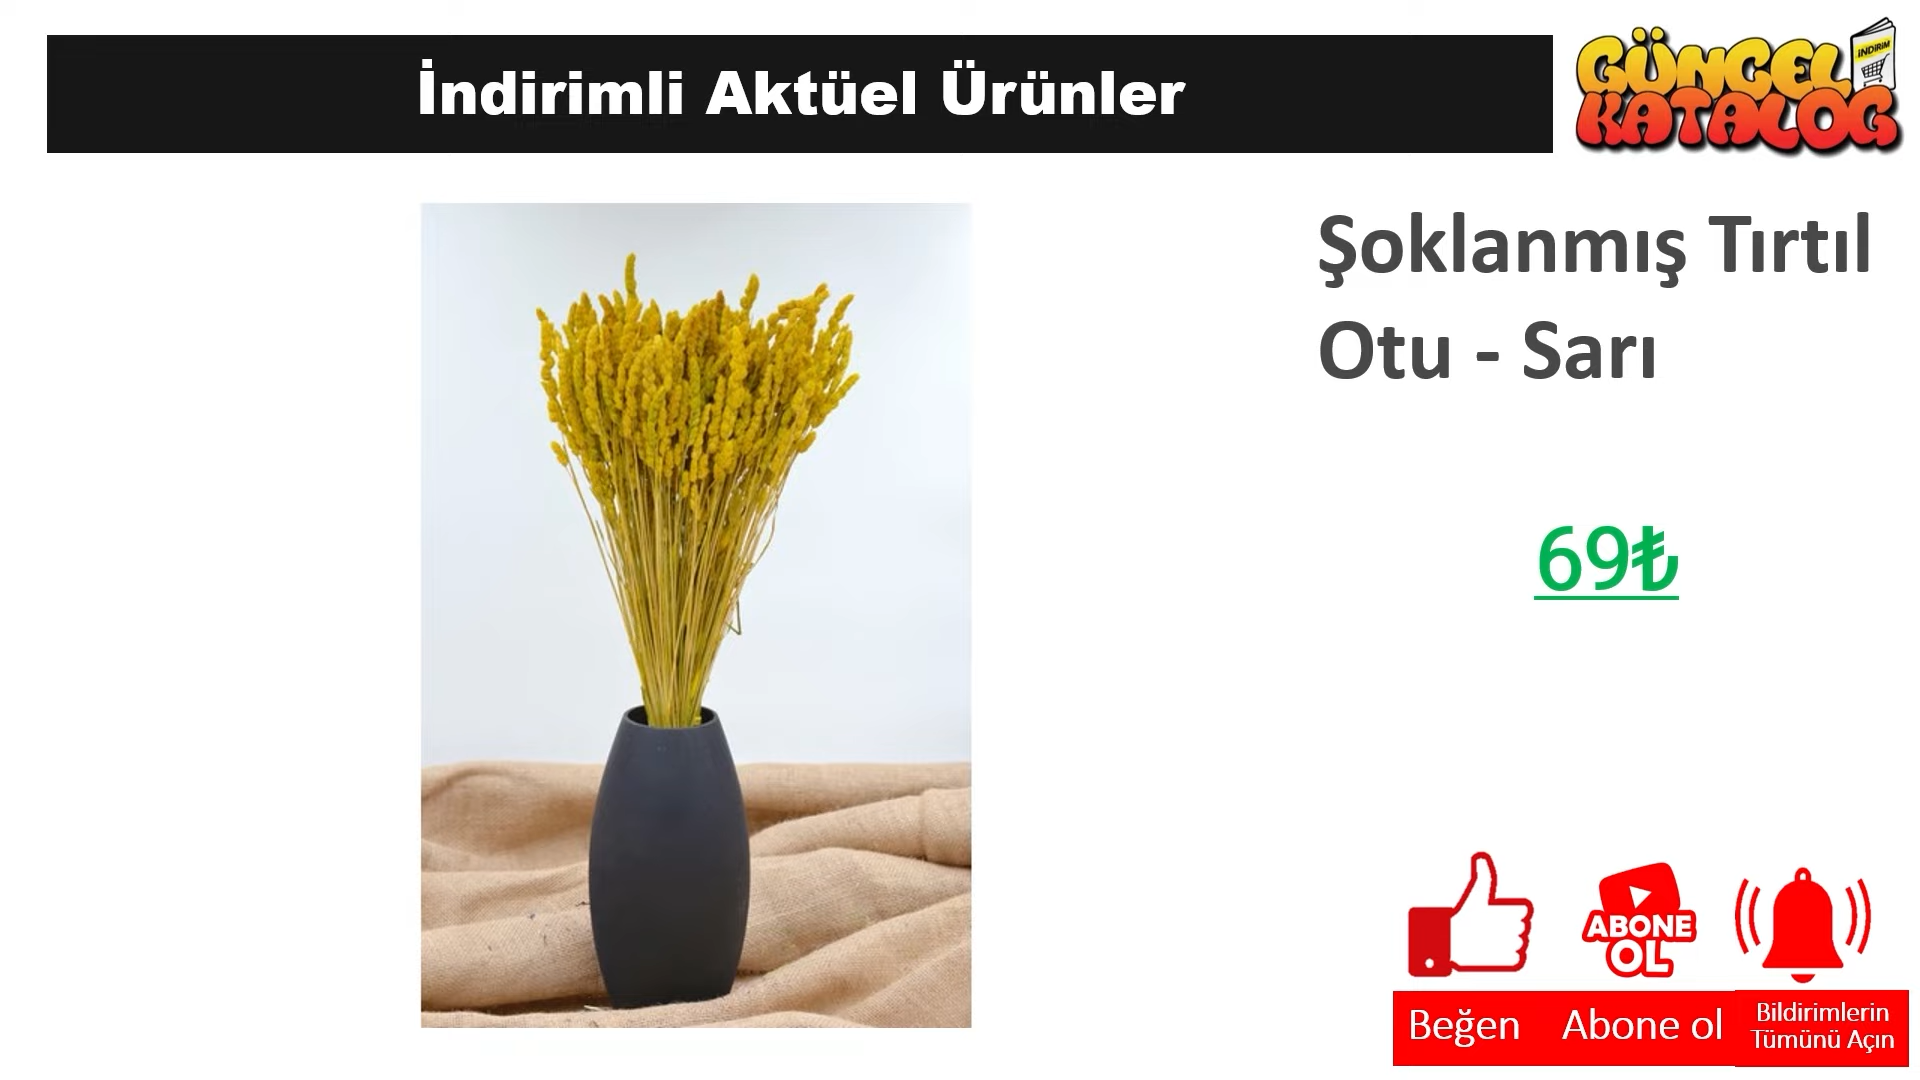 İndirimli Aktüel Ürünler
GÜNCEL
KATALOG
İNDİRİM
Şoklanmış Tırtıl
Otu - Sarı
69₺
ABONE
OL
Beğen
Abone ol
Bildirimlerin
Tümünü Açın